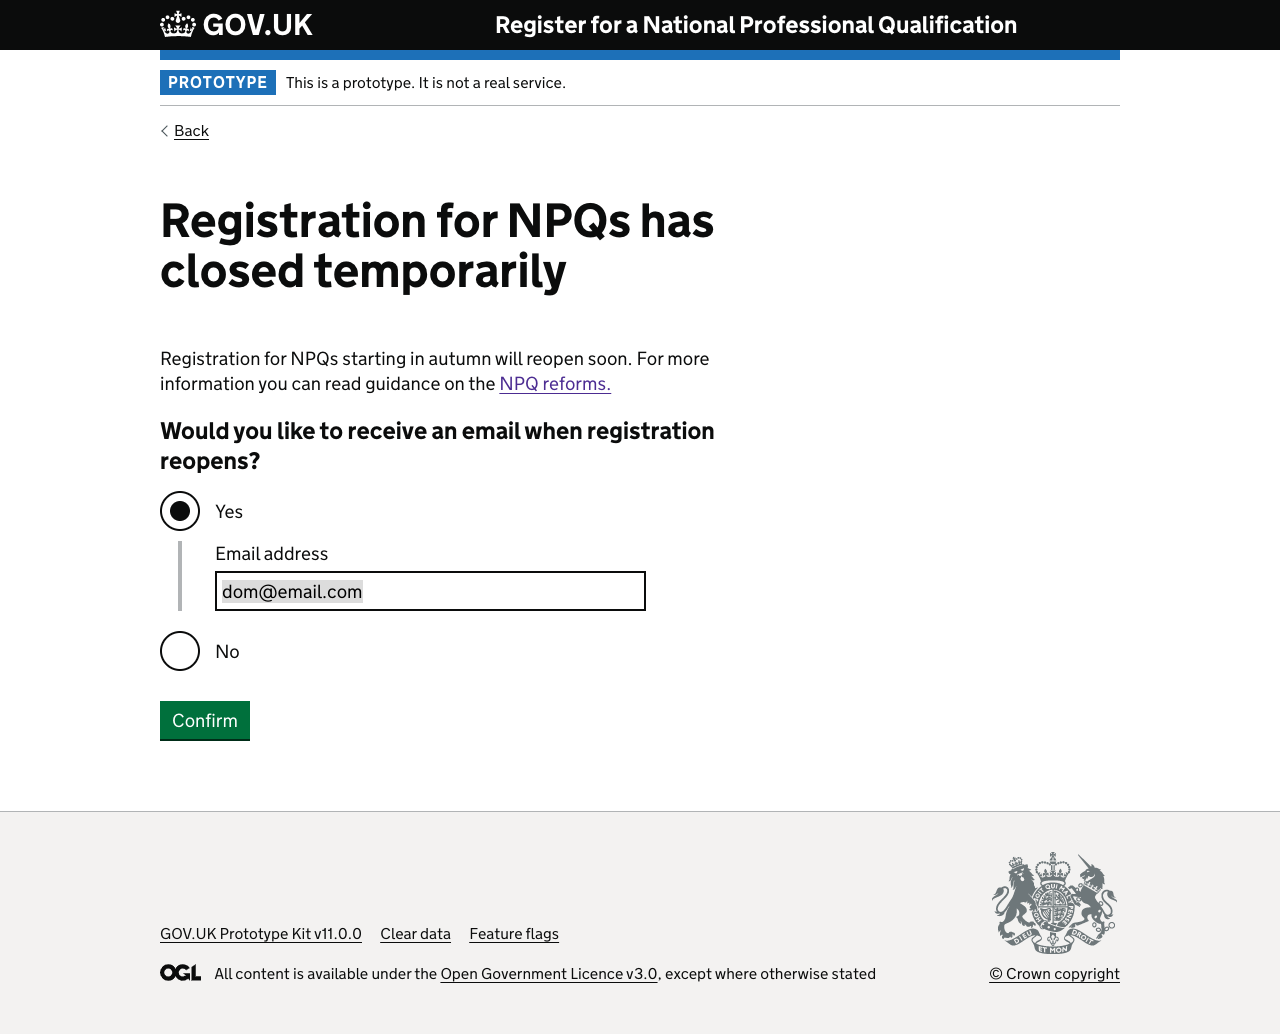 GOV.UK
Register for a National Professional Qualification
PROTOTYPE This is a prototype. It is not a real service.
Back
Registration for NPQs has
closed temporarily
Registration for NPQs starting in autumn will reopen soon. For more
information you can read guidance on the NPQ reforms.
Would you like to receive an email when registration
reopens?
Yes
Email address
dom@email.com
No
Confirm
GOV.UK Prototype Kit v11.0.0 Clear data Feature flags
OGL All content is available under the Open Government Licence v3.0, except where otherwise stated
© Crown copyright